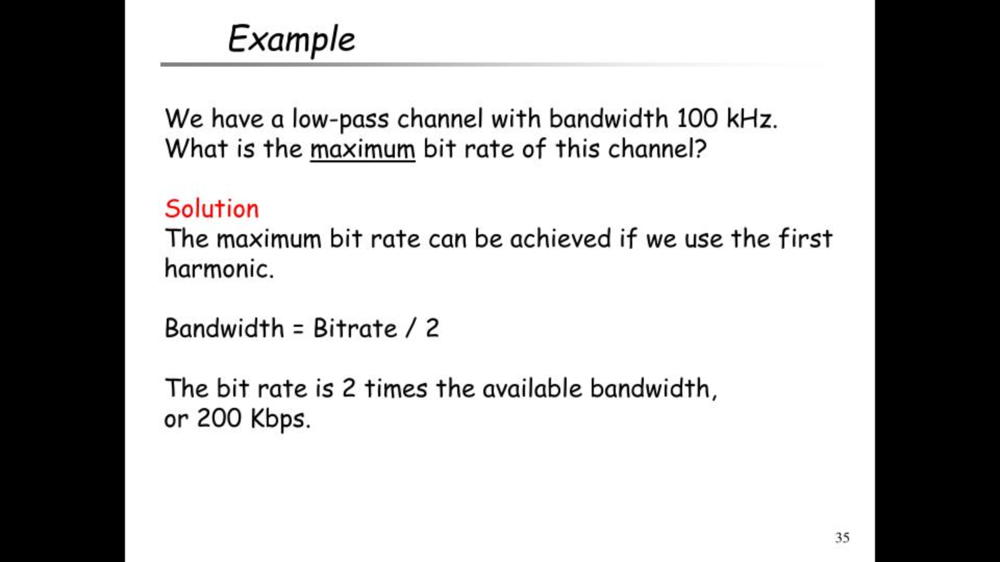 Example
We have a low-pass channel with bandwidth 100 kHz.
What is the maximum bit rate of this channel?
Solution
The maximum bit rate can be achieved if we use the first
harmonic.
Bandwidth = Bitrate / 2
The bit rate is 2 times the available bandwidth,
or 200 Kbps.
35